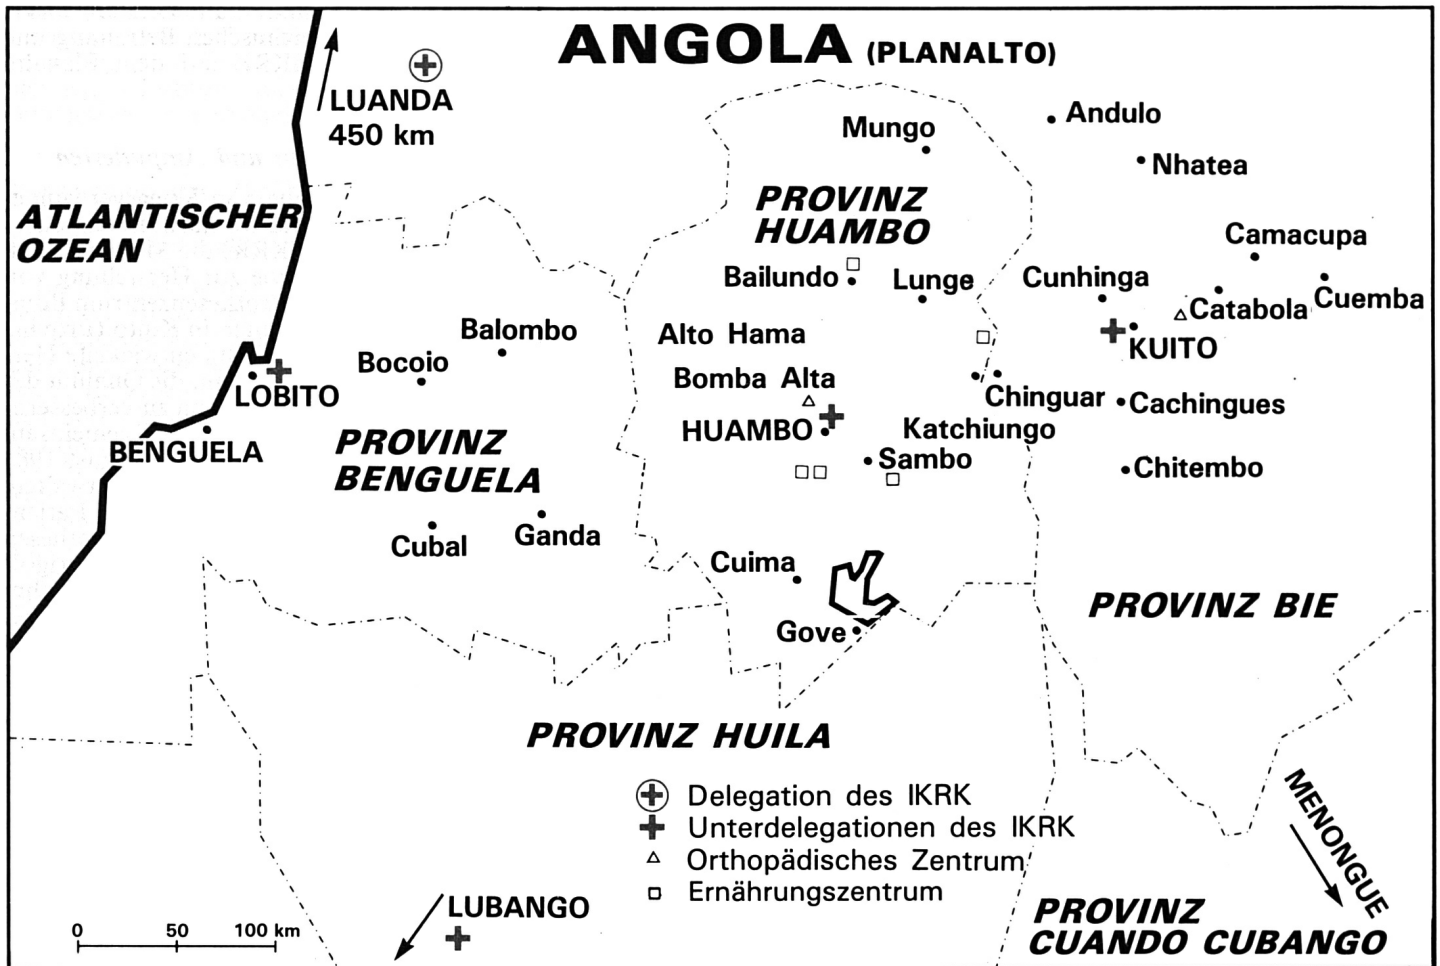 ANGOLA (PLANALTO)
LUANDA
450 km
Mungo
Andulo
Nhatea
ATLANTISCHER
OZEAN
PROVINZ
HUAMBO
Camacupa
Bailundo
Lunge
Cunhinga
Catabola
Cuemba
Balombo
Alto Hama
KUITO
Bocoio
Bomba Alta
LOBITO
Chinguar
Cachingues
BENGUELA
PROVINZ
BENGUELA
HUAMBO
Katchiungo
Sambo
Chitembo
Cubal
Ganda
Cuima
Gove
PROVINZ BIE
PROVINZ HUILA
Delegation des IKRK
Unterdelegationen des IKRK
Orthopädisches Zentrum
Ernährungszentrum
MENONGUE
LUBANGO
0 50 100 km
PROVINZ
CUANDO CUBANGO